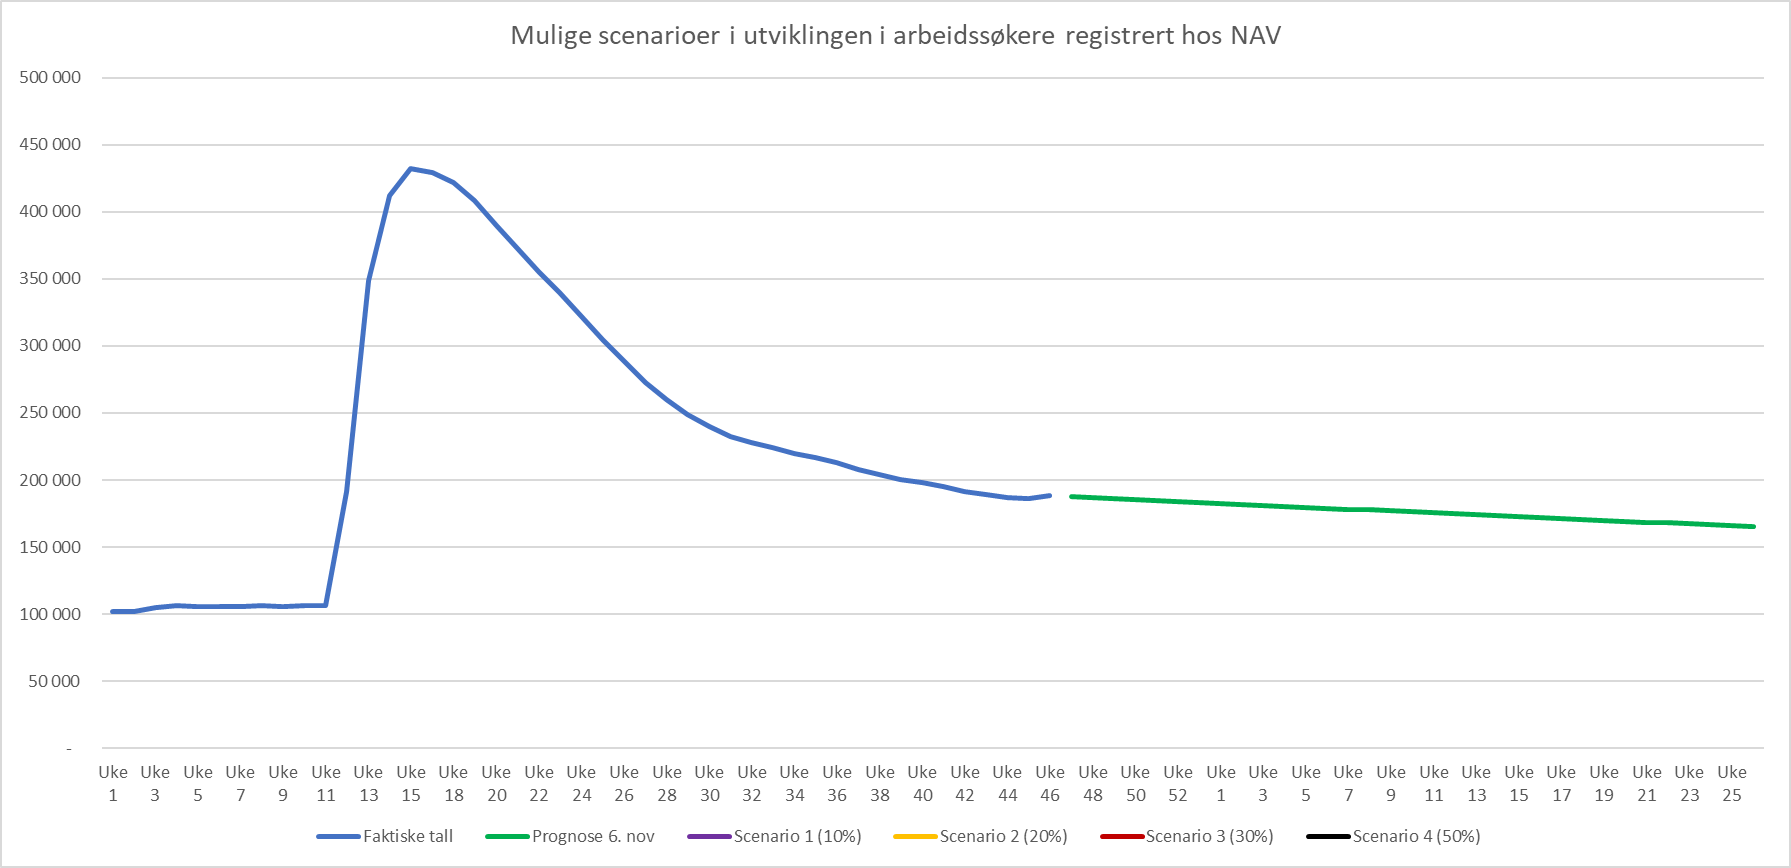 Mulige scenarioer i utviklingen i arbeidssøkere registrert hos NAV
500 000
450 000
400 000
350 000
300 000
250 000
200 000
150 000
100 000
50 000
-
Uke Uke Uke Uke Uke Uke Uke Uke Uke Uke Uke Uke Uke Uke Uke Uke Uke Uke Uke Uke Uke Uke Uke Uke Uke Uke Uke Uke Uke Uke Uke Uke Uke Uke Uke Uke Uke Uke Uke
1 3 5 7 9 11 13 15 18 20 22 24 26 28 30 32 34 36 38 40 42 44 46 48 50 52 1 3 5 7 9 11 13 15 17 19 21 23 25
Faktiske tall Prognose 6. nov Scenario 1 (10%) Scenario 2 (20%) Scenario 3 (30%) Scenario 4 (50%)